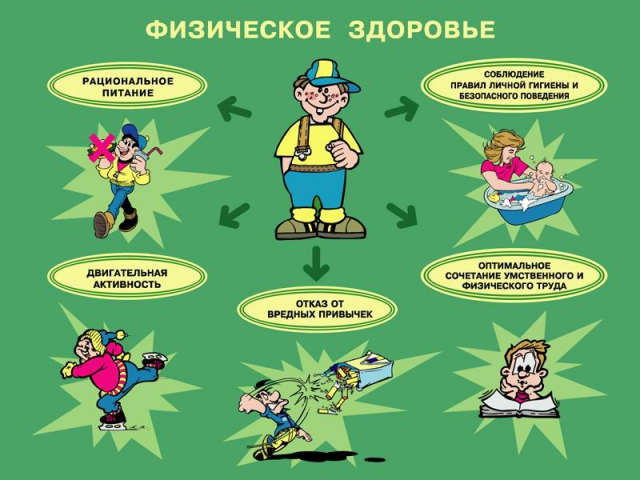 ФИЗИЧЕСКОЕ ЗДОРОВЬЕ
РАЦИОНАЛЬНОЕ
ПИТАНИЕ
СОБЛЮДЕНИЕ
ПРАВИЛ ЛИЧНОЙ ГИГИЕНЫ И
БЕЗОПАСНОГО ПОВЕДЕНИЯ
ДВИГАТЕЛЬНАЯ
АКТИВНОСТЬ
ОТКАЗ ОТ
ВРЕДНЫХ ПРИВЫЧЕК
ОПТИМАЛЬНОЕ
СОЧЕТАНИЕ УМСТВЕННОГО И
ФИЗИЧЕСКОГО ТРУДА